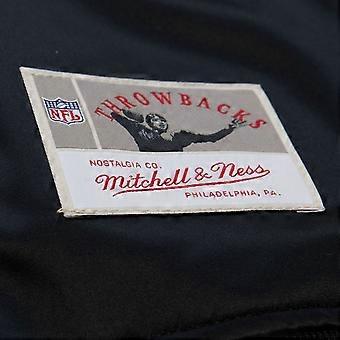 THROWBACKS
NFL
NOSTALGIA CO.
Mitchell & Ness
PHILADELPHIA, PA.